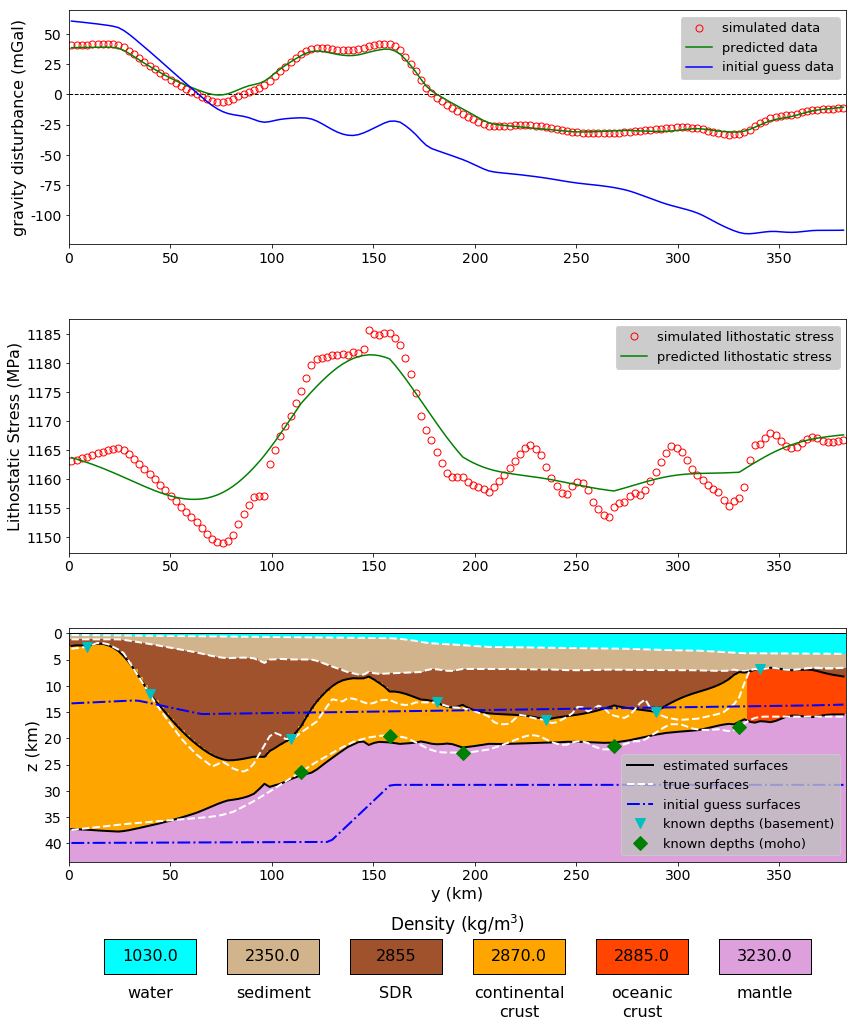 gravity disturbance (mGal)
50
25
0
-25
-50
-75
-100
simulated data
predicted data
initial guess data
0 50 100 150 200 250 300 350
Lithostatic Stress (MPa)
1185
1180
1175
1170
1165
1160
1155
1150
simulated lithostatic stress
predicted lithostatic stress
0 50 100 150 200 250 300 350
z (km)
0
5
10
15
20
25
30
35
40
estimated surfaces
true surfaces
initial guess surfaces
known depths (basement)
known depths (moho)
0 50 100 150 200 250 300 350
y (km)
Density (kg/m³)
1030.0 2350.0 2855 2870.0 2885.0 3230.0
water sediment SDR continental oceanic mantle
crust crust